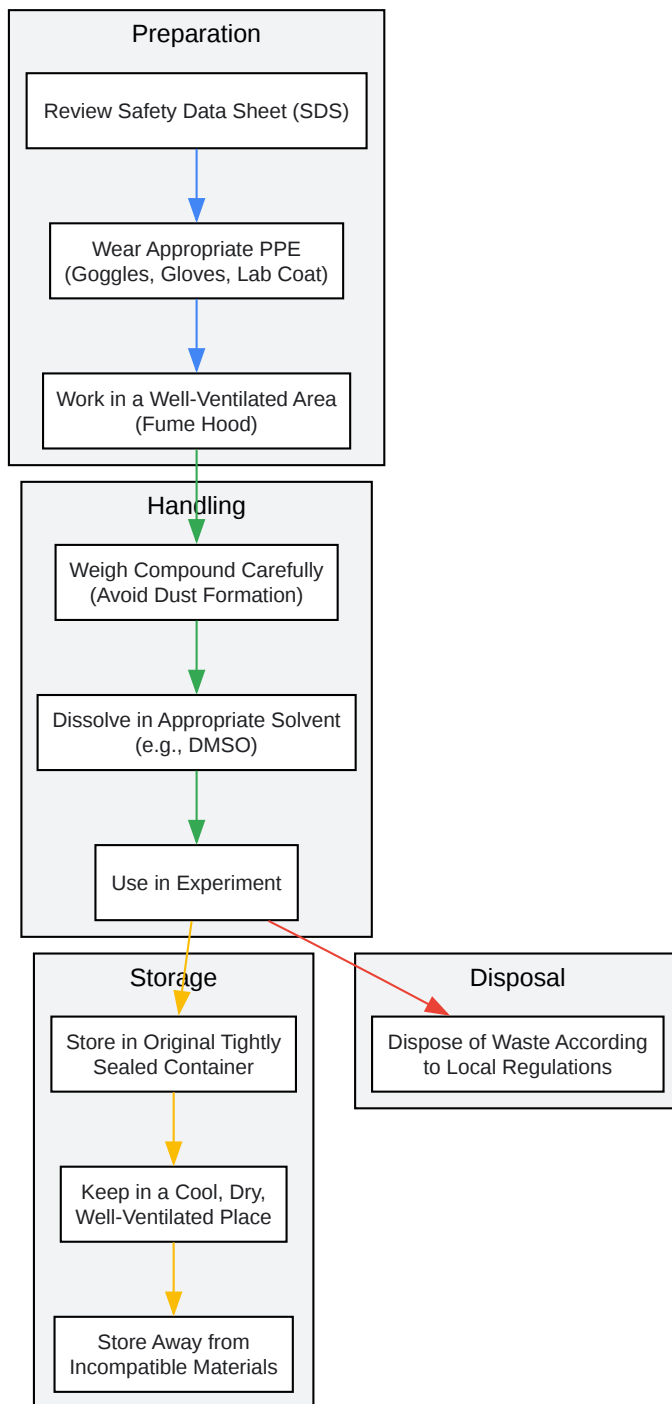 Preparation
Review Safety Data Sheet (SDS)
Wear Appropriate PPE
(Goggles, Gloves, Lab Coat)
Work in a Well-Ventilated Area
(Fume Hood)
Handling
Weigh Compound Carefully
(Avoid Dust Formation)
Dissolve in Appropriate Solvent
(e.g., DMSO)
Use in Experiment
Storage
Store in Original Tightly
Sealed Container
Keep in a Cool, Dry,
Well-Ventilated Place
Store Away from
Incompatible Materials
Disposal
Dispose of Waste According
to Local Regulations